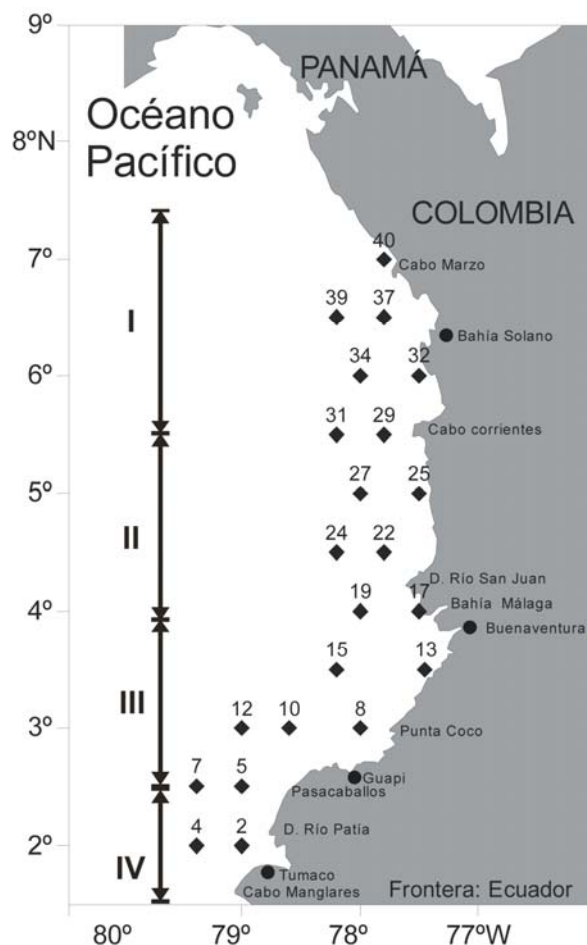 9º
PANAMÁ
Océano
Pacífico
8ºN
COLOMBIA
40
7º
Cabo Marzo
39 37
I
Bahía Solano
34 32
6º
31 29
Cabo corrientes
27 25
5º
II
24 22
D. Río San Juan
19 17
Bahía Málaga
4º
Buenaventura
15 13
III
12 10 8
3º
Punta Coco
7 5
Guapi
Pasacaballos
4 2
D. Río Patía
2º
IV
Tumaco
Cabo Manglares
Frontera: Ecuador
80º 79º 78º 77ºW